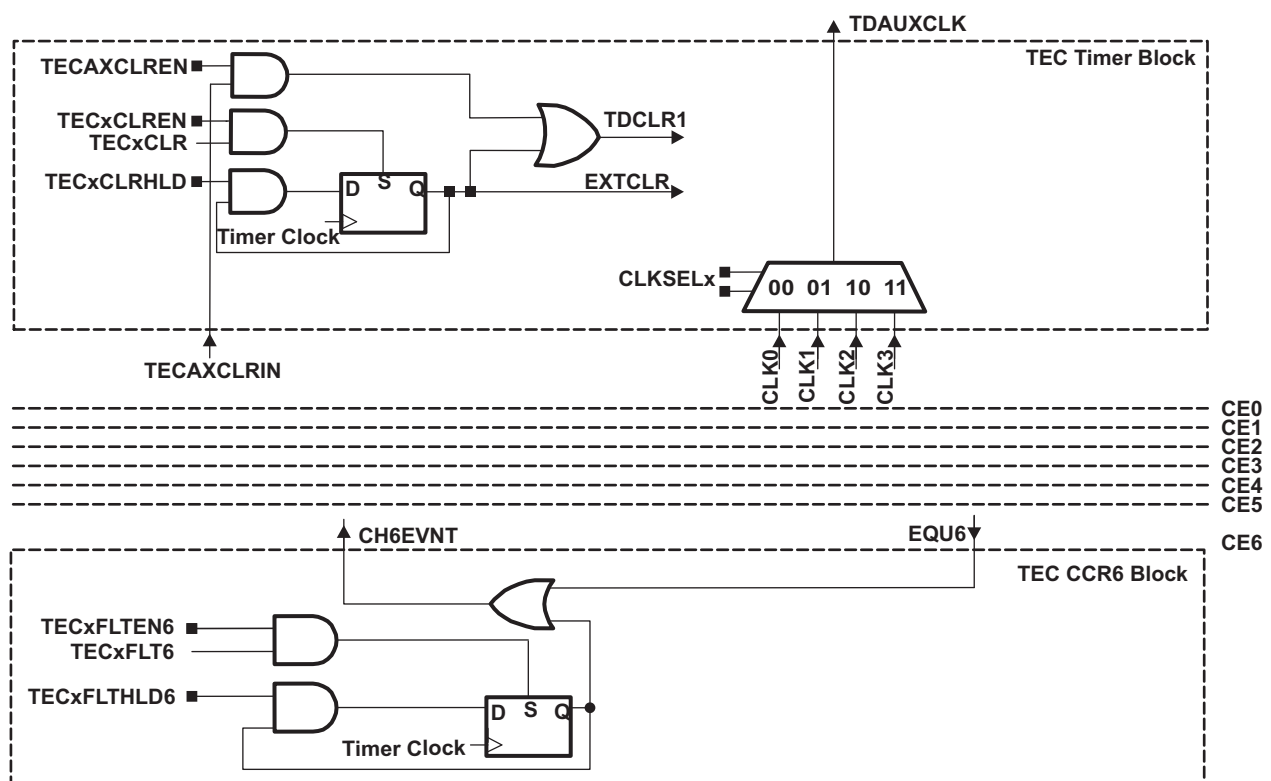 TDAUXCLK
TEC Timer Block
TECAXCLREN
TECxCLREN
TECxCLR
TDCLR1
TECxCLRHLD
D S Q
EXTCLR
Timer Clock
CLKSELx
00 01 10 11
TECAXCLRIN
CLK0
CLK1
CLK2
CLK3
CE0
CE1
CE2
CE3
CE4
CE5
CH6EVNT
EQU6
CE6
TEC CCR6 Block
TECxFLTEN6
TECxFLT6
TECxFLTHLD6
D S Q
Timer Clock